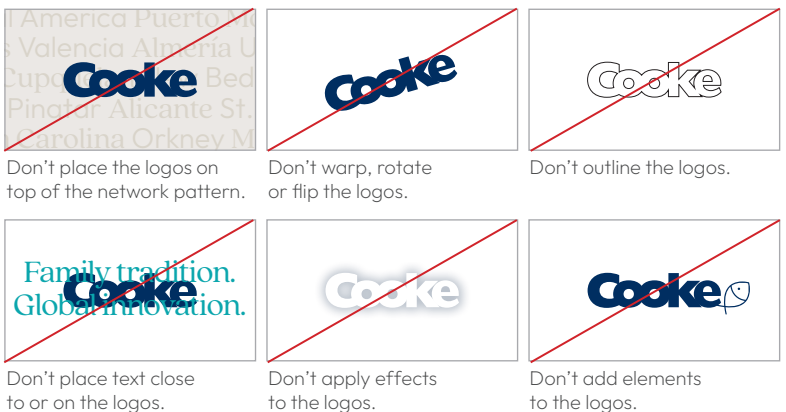 America Puerto
Valencia Almería U
Cooke
Bed
Pinatar Alicante St.
Carolina Orkney M
Cooke
Cooke
Don’t place the logos on
top of the network pattern.
Don’t warp, rotate
or flip the logos.
Don’t outline the logos.
Family tradition.
Cooke
Global innovation.
Cooke
Cooke
Don’t place text close
to or on the logos.
Don’t apply effects
to the logos.
Don’t add elements
to the logos.